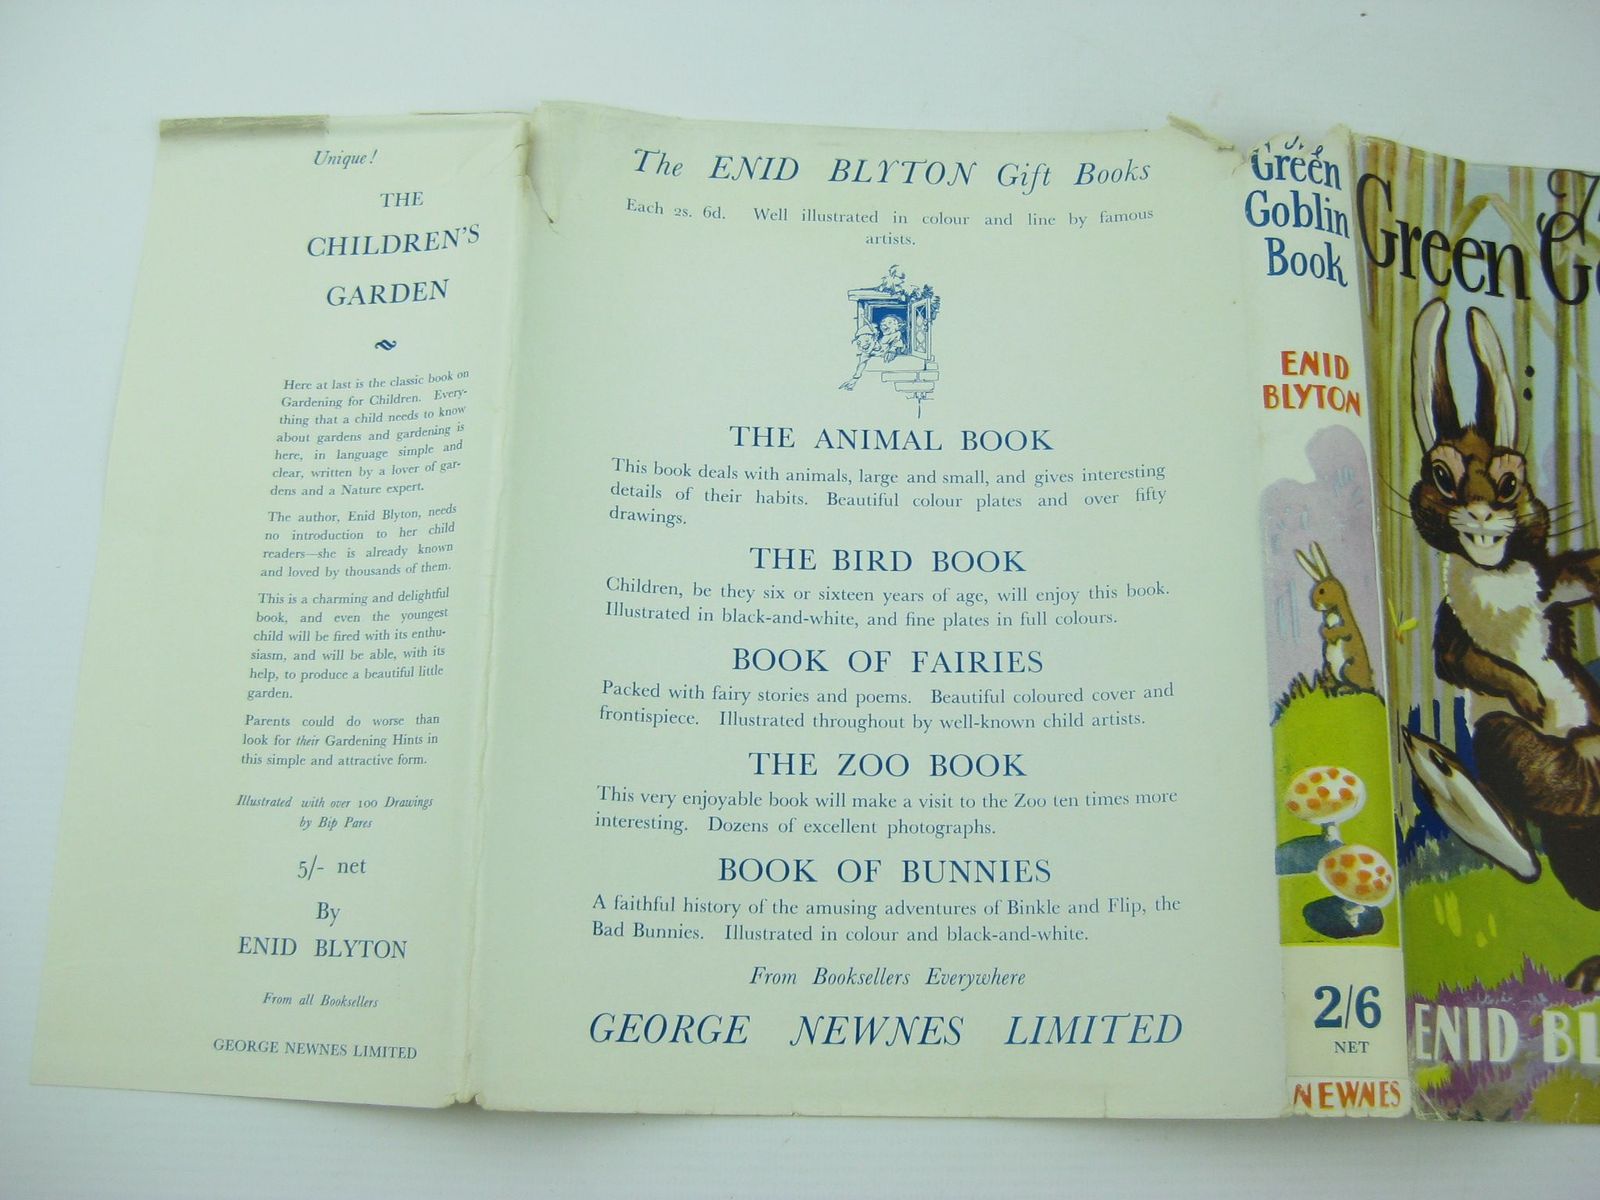 Unique!
THE
CHILDREN'S
GARDEN
Here at last is the classic book on
Gardening for Children. Every-
thing that a child needs to know
about gardens and gardening is
here, in language simple and
clear, written by a lover of gar-
dens and a Nature expert.
The author, Enid Blyton, needs
no introduction to her child
readers—she is already known
and loved by thousands of them.
This is a charming and delightful
book, and even the youngest
child will be fired with its enthu-
siasm, and will be able, with its
help, to produce a beautiful little
garden.
Parents could do worse than
look for their Gardening Hints in
this simple and attractive form.
Illustrated with over 100 Drawings
by Bip Pares
5/- net
By
ENID BLYTON
From all Booksellers
GEORGE NEWNES LIMITED
The ENID BLYTON Gift Books
Each 2s. 6d. Well illustrated in colour and line by famous
artists.
THE ANIMAL BOOK
This book deals with animals, large and small, and gives interesting
details of their habits. Beautiful colour plates and over fifty
drawings.
THE BIRD BOOK
Children, be they six or sixteen years of age, will enjoy this book.
Illustrated in black-and-white, and fine plates in full colours.
BOOK OF FAIRIES
Packed with fairy stories and poems. Beautiful coloured cover and
frontispiece. Illustrated throughout by well-known child artists.
THE ZOO BOOK
This very enjoyable book will make a visit to the Zoo ten times more
interesting. Dozens of excellent photographs.
BOOK OF BUNNIES
A faithful history of the amusing adventures of Binkle and Flip, the
Bad Bunnies. Illustrated in colour and black-and-white.
From Booksellers Everywhere
GEORGE NEWNES LIMITED
Green
Goblin
Book
ENID
BLYTON
2/6
NET
NEWNES
Green G
ENID BL